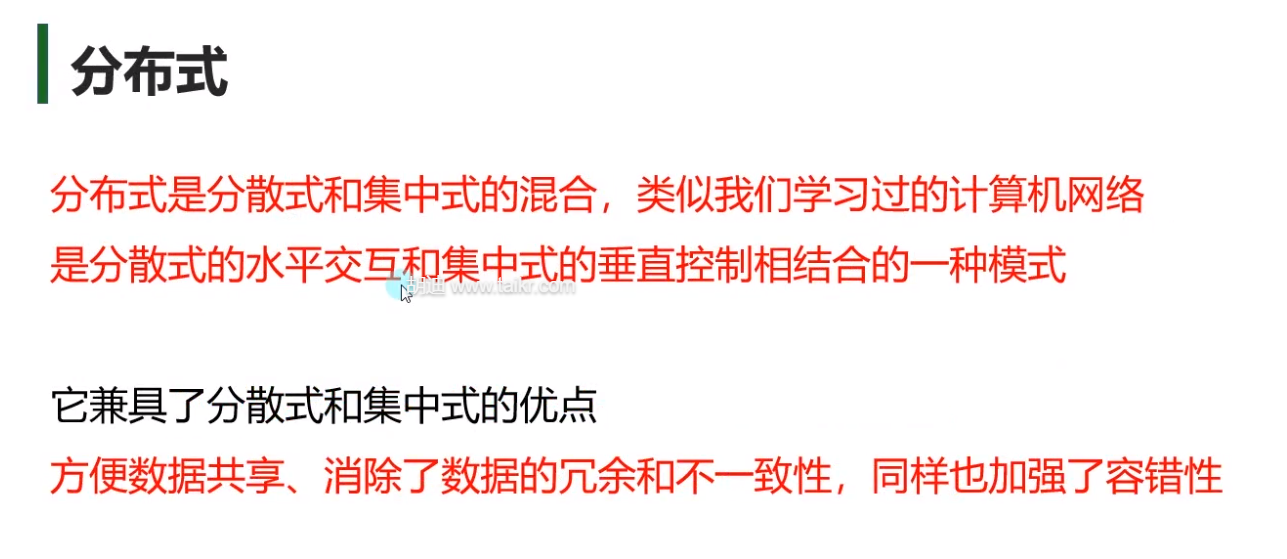 分布式
分布式是分散式和集中式的混合，类似我们学习过的计算机网络
是分散式的水平交互和集中式的垂直控制相结合的一种模式
胡迪 www.taikr.com
它兼具了分散式和集中式的优点
方便数据共享、消除了数据的冗余和不一致性，同样也加强了容错性